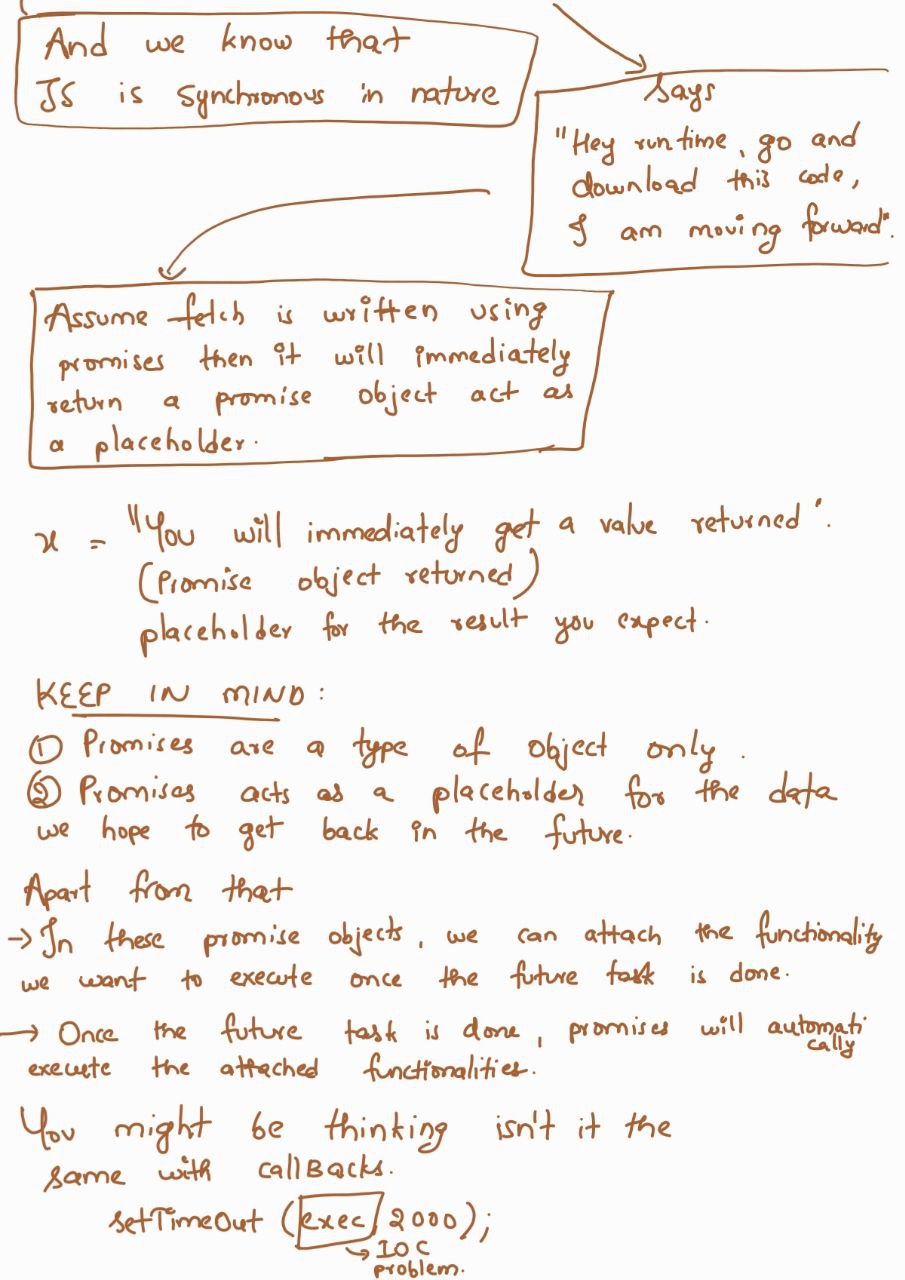 And we know that
JS is synchronous in nature
says
"Hey runtime, go and
download this code,
I am moving forward".
Assume fetch is written using
promises then it will immediately
return a promise object act as
a placeholder.
x = "You will immediately get a value returned".
(Promise object returned)
placeholder for the result you expect.
KEEP IN MIND:
① Promises are a type of object only.
② Promises acts as a placeholder for the data
we hope to get back in the future.
Apart from that
→ In these promise objects, we can attach the functionality
we want to execute once the future task is done.
→ Once the future task is done, promises will automati
cally
execute the attached functionalities.
You might be thinking isn't it the
same with callBacks.
setTimeOut (exec, 2000);
→ IOC
problem.